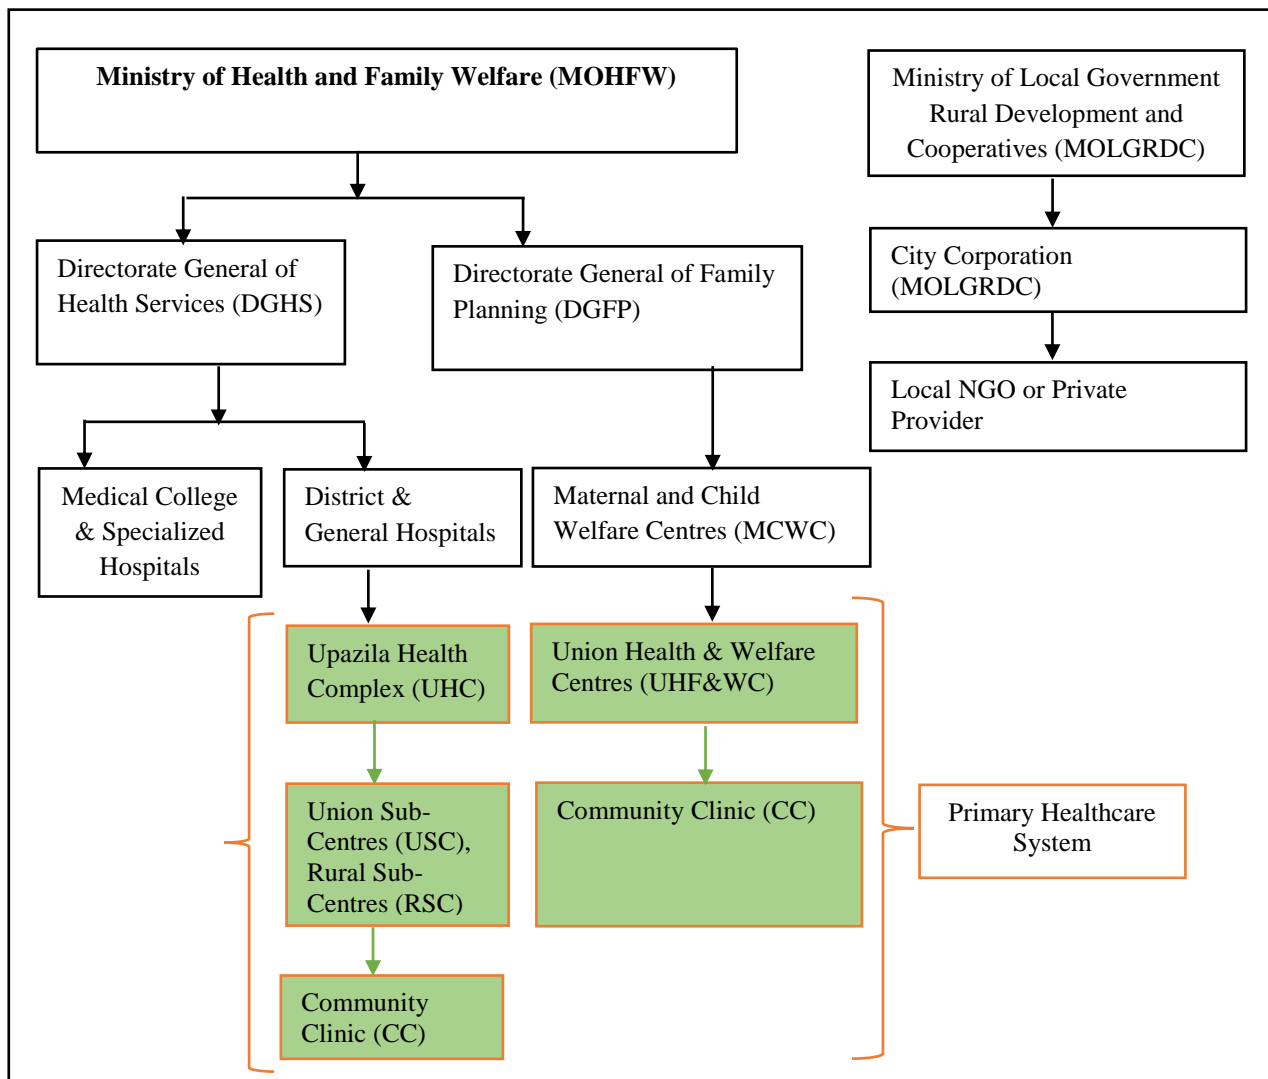 Ministry of Health and Family Welfare (MOHFW)
Ministry of Local Government
Rural Development and
Cooperatives (MOLGRDC)
Directorate General of
Health Services (DGHS)
Directorate General of Family
Planning (DGFP)
City Corporation
(MOLGRDC)
Local NGO or Private
Provider
Medical College
& Specialized
Hospitals
District &
General Hospitals
Maternal and Child
Welfare Centres (MCWC)
Upazila Health
Complex (UHC)
Union Health & Welfare
Centres (UHF&WC)
Union Sub-
Centres (USC),
Rural Sub-
Centres (RSC)
Community Clinic (CC)
Primary Healthcare
System
Community
Clinic (CC)